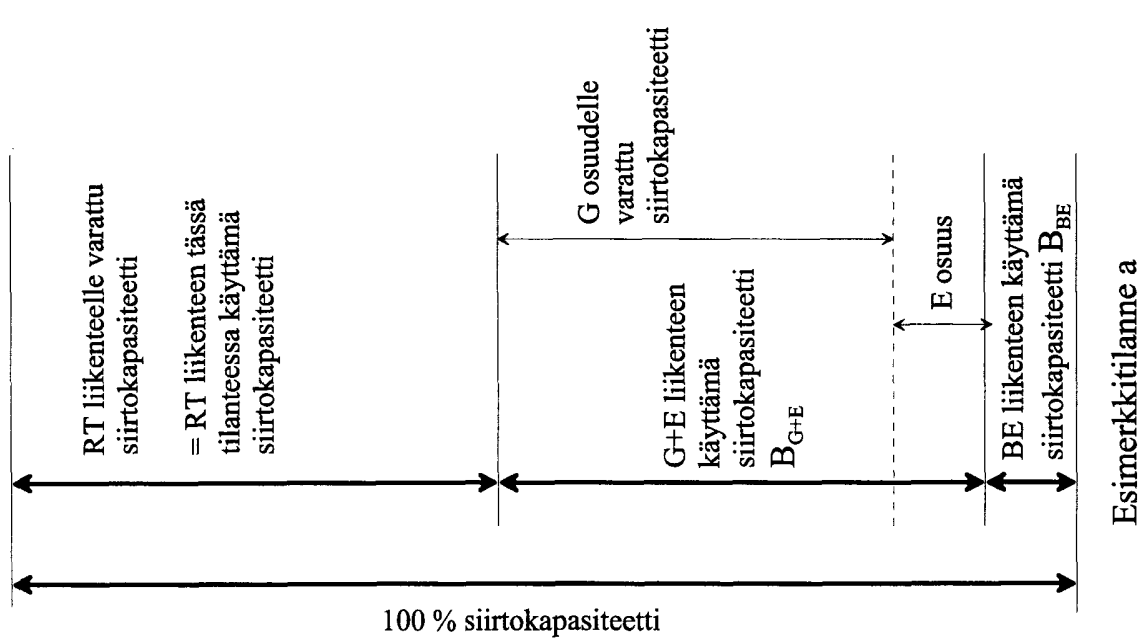 RT liikenteelle varattu
siirtokapasiteetti
= RT liikenteen tässä
tilanteessa käyttämä
siirtokapasiteetti
G osuudelle
varattu
siirtokapasiteetti
G+E liikenteen
käyttämä
siirtokapasiteetti
B_G+E
E osuus
BE liikenteen käyttämä
siirtokapasiteetti B_BE
100 % siirtokapasiteetti
Esimerkkitilanne a